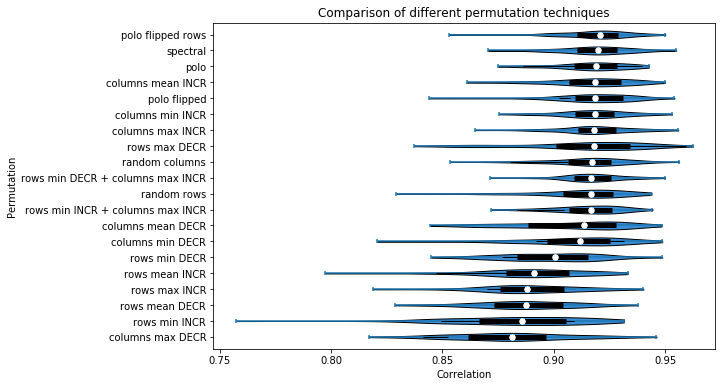 Comparison of different permutation techniques
polo flipped rows
spectral
polo
columns mean INCR
polo flipped
columns min INCR
columns max INCR
rows max DECR
random columns
rows min DECR + columns max INCR
random rows
rows min INCR + columns max INCR
columns mean DECR
columns min DECR
rows min DECR
rows mean INCR
rows max INCR
rows mean DECR
rows min INCR
columns max DECR
Permutation
0.75 0.80 0.85 0.90 0.95
Correlation